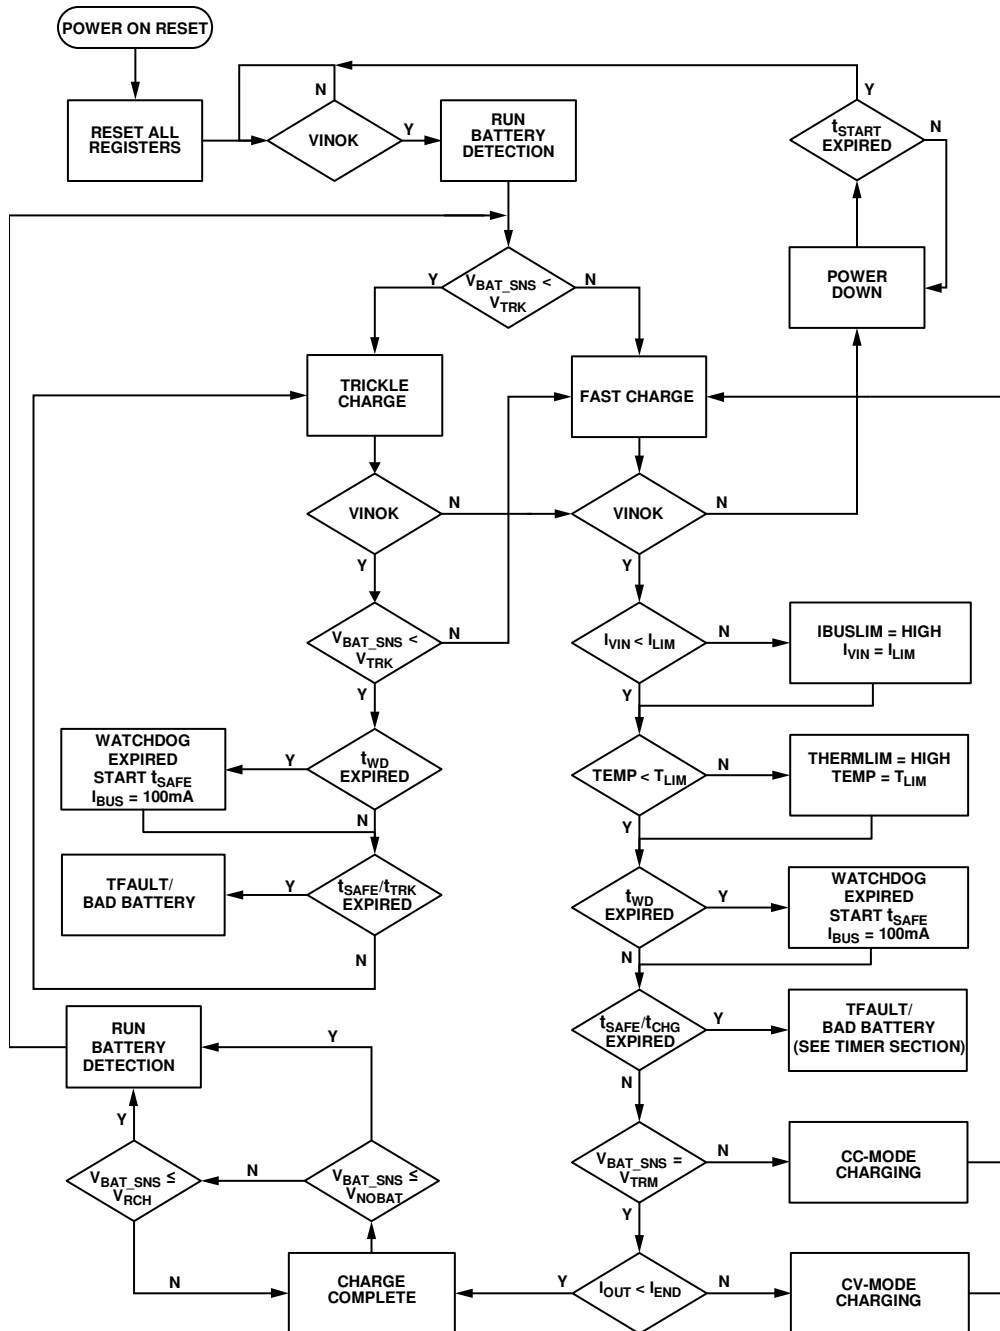 POWER ON RESET
RESET ALL
REGISTERS
N
VINOK
Y
RUN
BATTERY
DETECTION
Y
tSTART
EXPIRED
N
POWER
DOWN
Y
VBAT_SNS <
VTRK
N
TRICKLE
CHARGE
FAST CHARGE
VINOK
N
Y
VINOK
N
Y
VBAT_SNS <
VTRK
N
Y
IVIN < ILIM
N
Y
IBUSLIM = HIGH
IVIN = ILIM
WATCHDOG
EXPIRED
START tSAFE
IBUS = 100mA
Y
tWD
EXPIRED
N
TEMP < TLIM
N
Y
THERMLIM = HIGH
TEMP = TLIM
TFAULT/
BAD BATTERY
Y
tSAFE/tTRK
EXPIRED
N
tWD
EXPIRED
Y
N
WATCHDOG
EXPIRED
START tSAFE
IBUS = 100mA
tSAFE/tCHG
EXPIRED
Y
N
TFAULT/
BAD BATTERY
(SEE TIMER SECTION)
RUN
BATTERY
DETECTION
Y
Y
VBAT_SNS ≤
VRCH
N
N
VBAT_SNS ≤
VNOBAT
VBAT_SNS =
VTRM
N
Y
CC-MODE
CHARGING
CHARGE
COMPLETE
Y
IOUT < IEND
N
CV-MODE
CHARGING